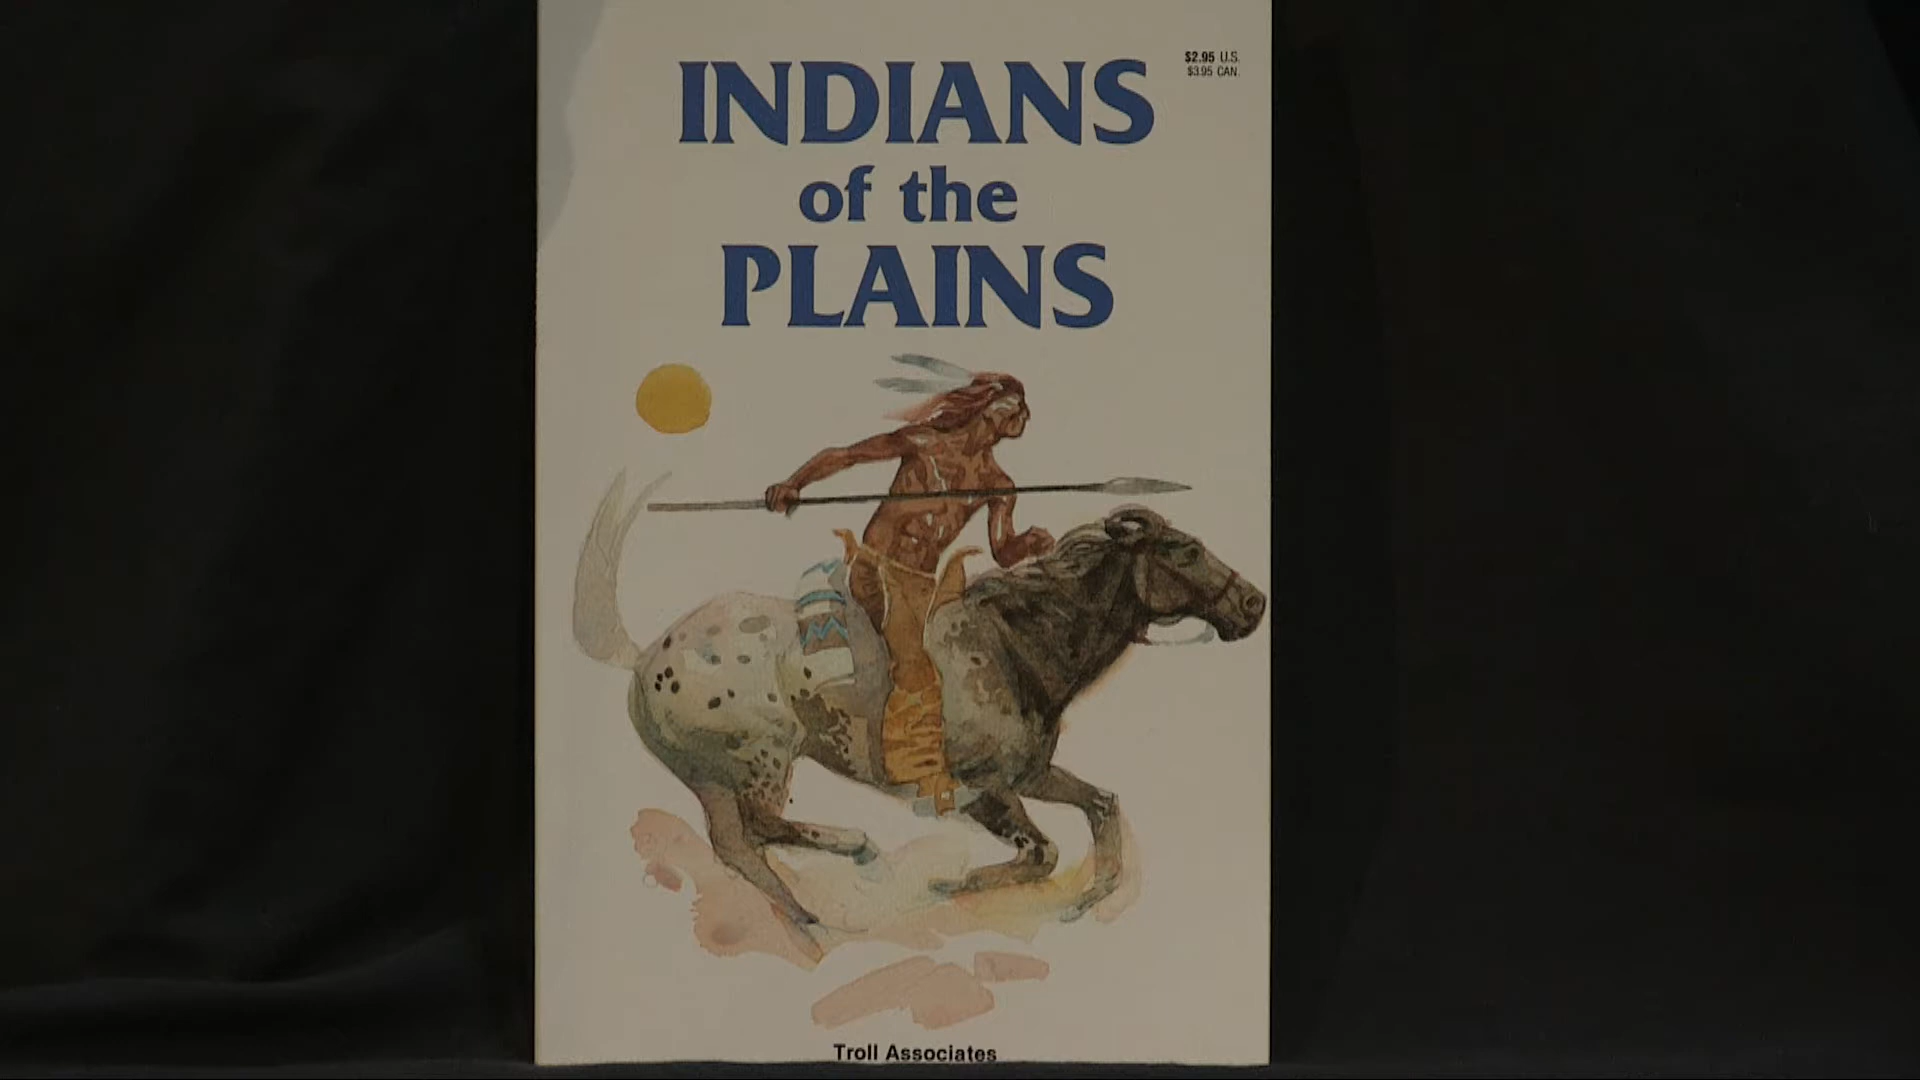 $2.95 U.S.
$3.95 CAN.
INDIANS
of the
PLAINS
Troll Associates